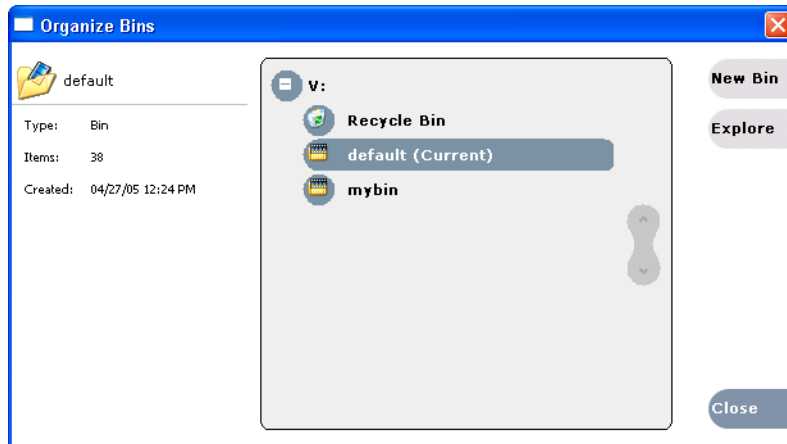 Organize Bins
default
Type: Bin
Items: 38
Created: 04/27/05 12:24 PM
V:
Recycle Bin
default (Current)
mybin
New Bin
Explore
Close